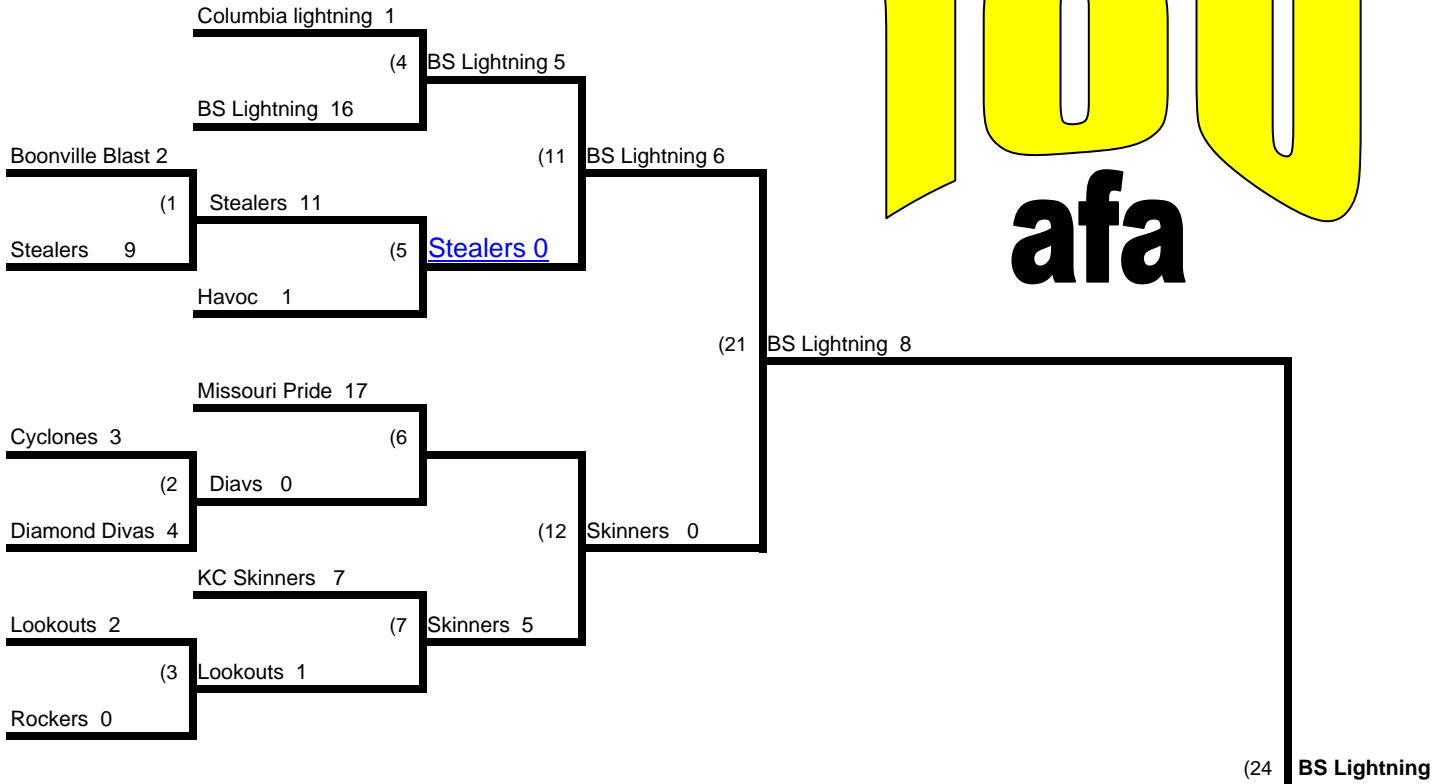 Columbia lightning 1
(4 BS Lightning 5
BS Lightning 16
Boonville Blast 2
(11 BS Lightning 6
(1 Stealers 11
Stealers 9
(5 Stealers 0
Havoc 1
afa
(21 BS Lightning 8
Missouri Pride 17
Cyclones 3
(6
(2 Diavs 0
Diamond Divas 4
(12 Skinners 0
KC Skinners 7
Lookouts 2
(7 Skinners 5
(3 Lookouts 1
Rockers 0
(24 BS Lightning